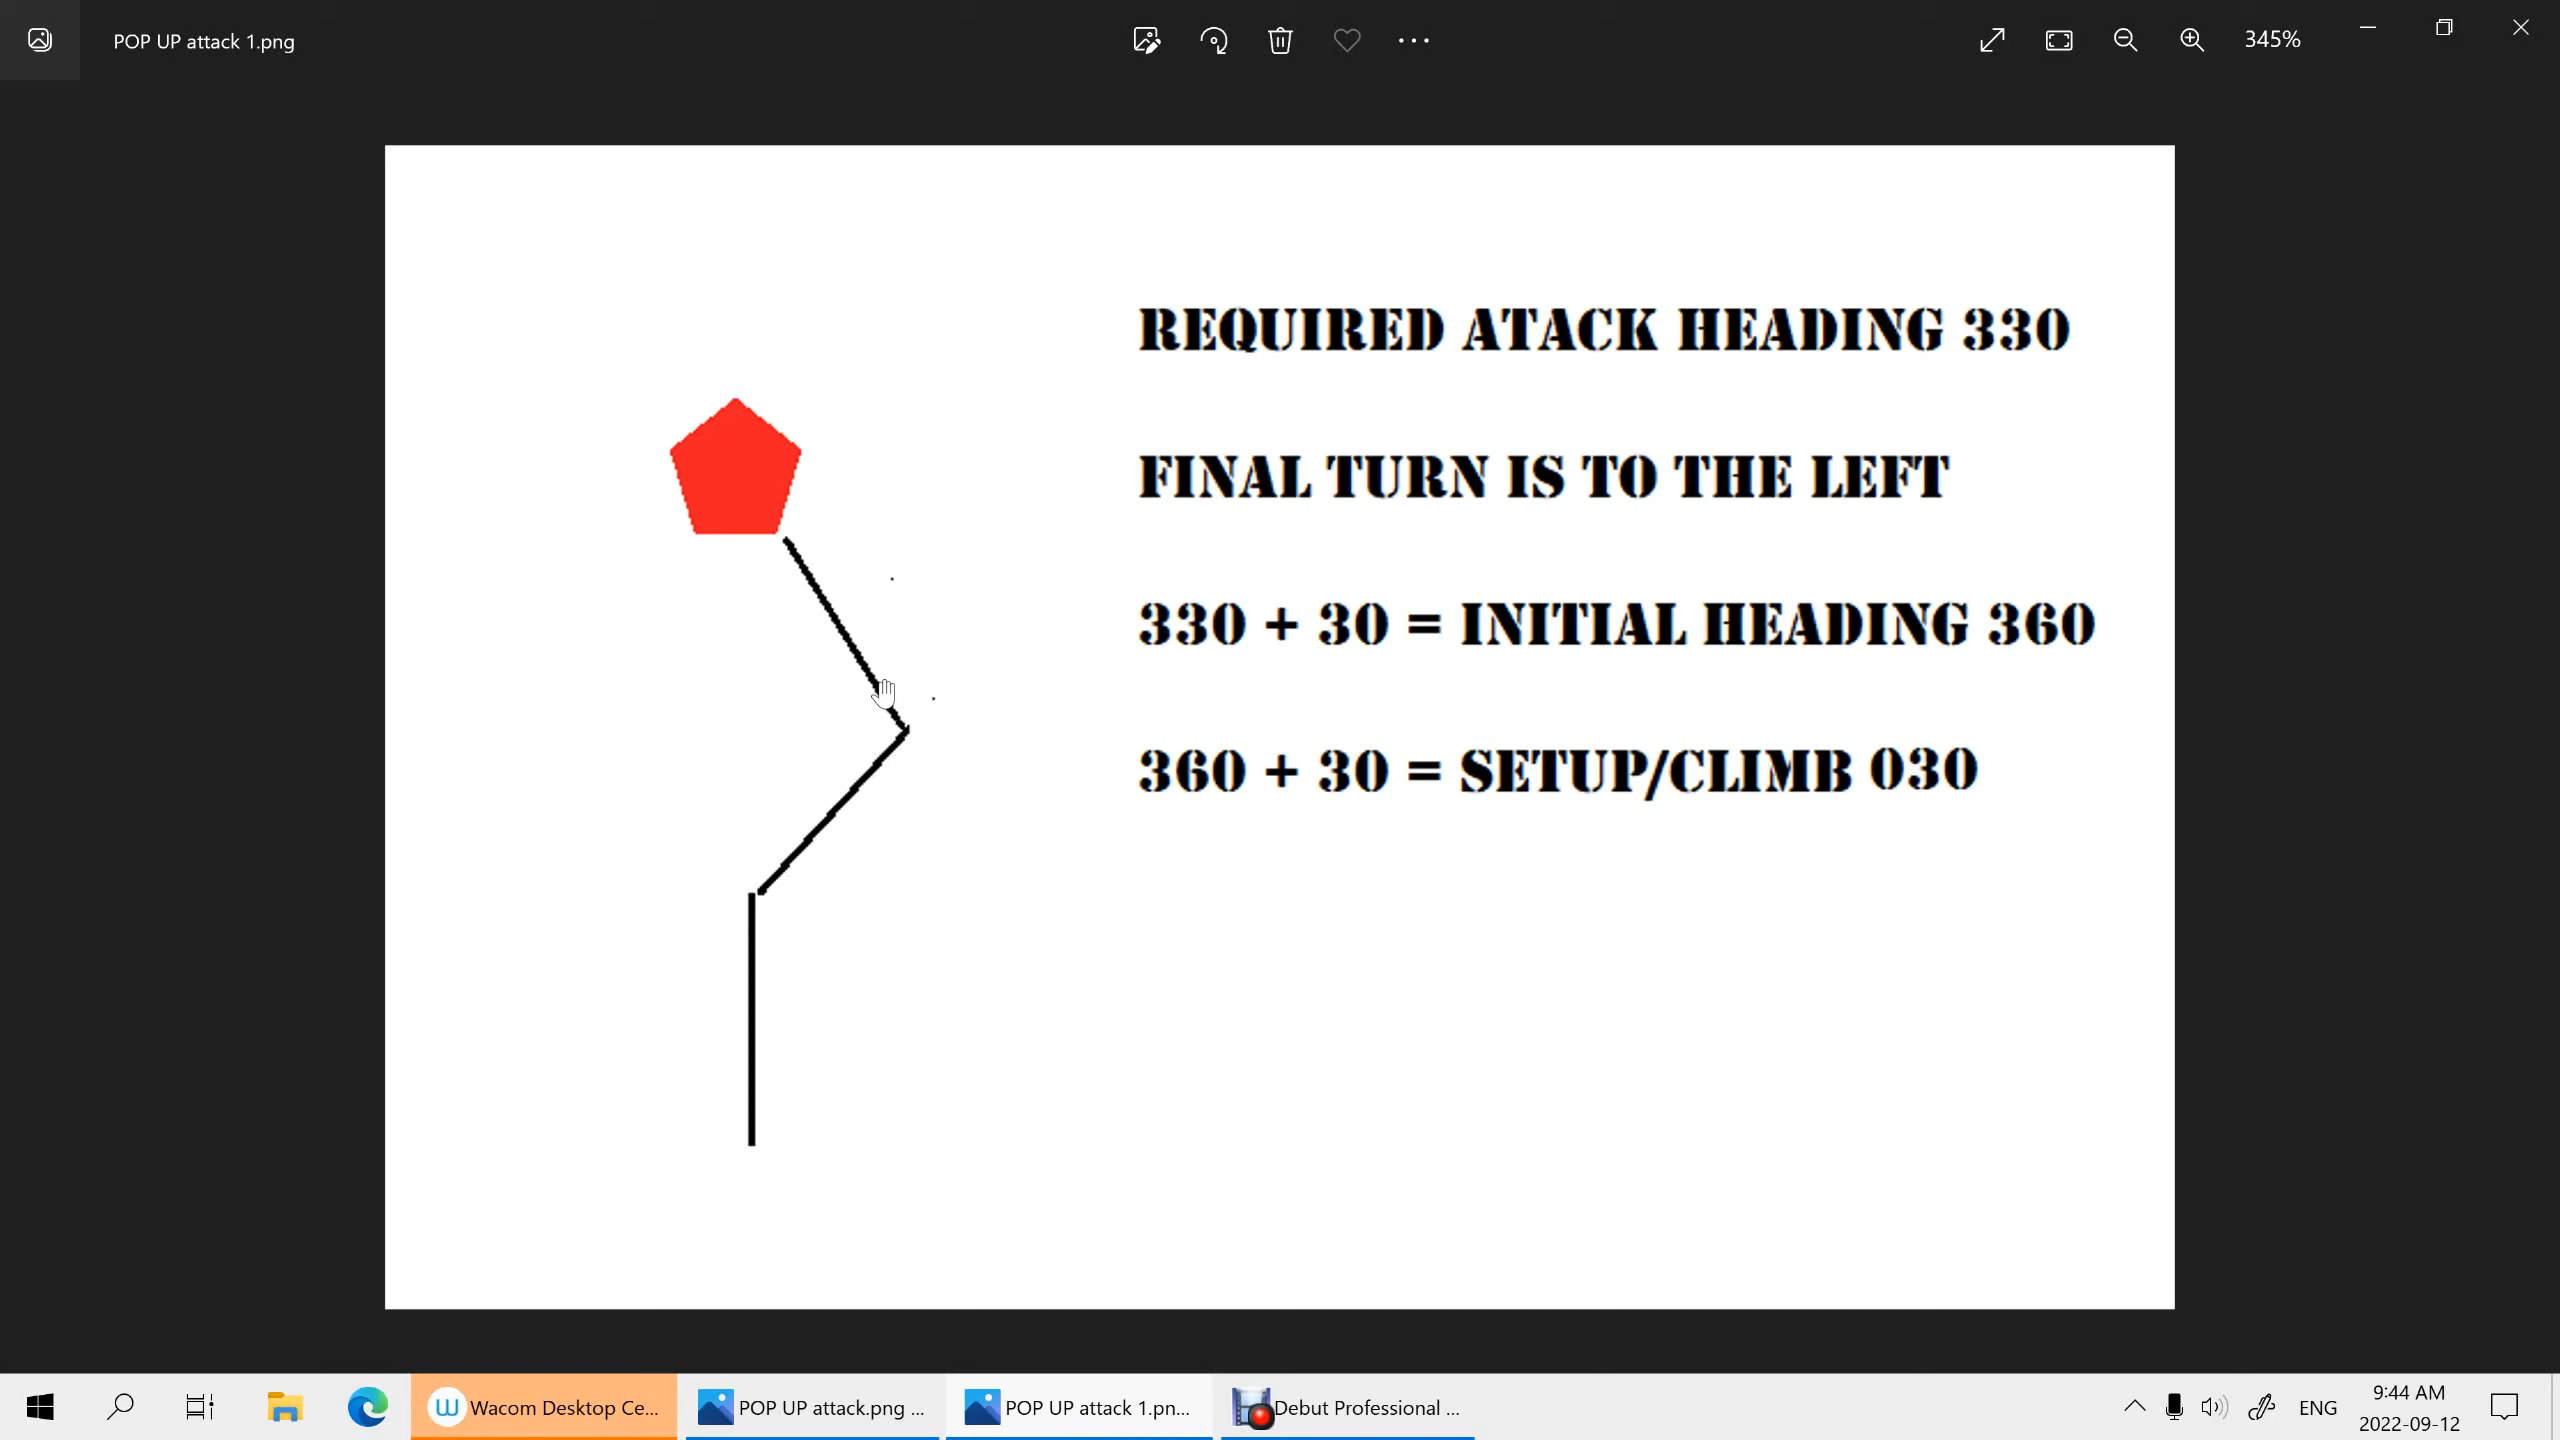 POP UP attack 1.png
345%
REQUIRED ATACK HEADING 330
FINAL TURN IS TO THE LEFT
330 + 30 = INITIAL HEADING 360
360 + 30 = SETUP/CLIMB 030
Wacom Desktop Ce...
POP UP attack.png ...
POP UP attack 1.pn...
Debut Professional ...
ENG
9:44 AM
2022-09-12